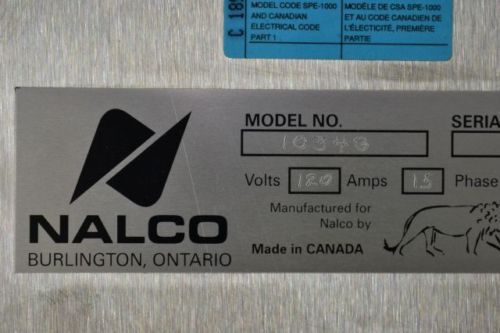 C 189
MODEL CODE SPE-1000
AND CANADIAN
ELECTRICAL CODE
PART 1
MODÈLE DE CSA SPE-1000
ET AU CODE CANADIEN DE
L'ÉLECTICITÉ, PREMIÈRE
PARTIE
NALCO
BURLINGTON, ONTARIO
MODEL NO.
SERIA
Volts 120 Amps 15 Phase
Manufactured for
Nalco by
Made in CANADA